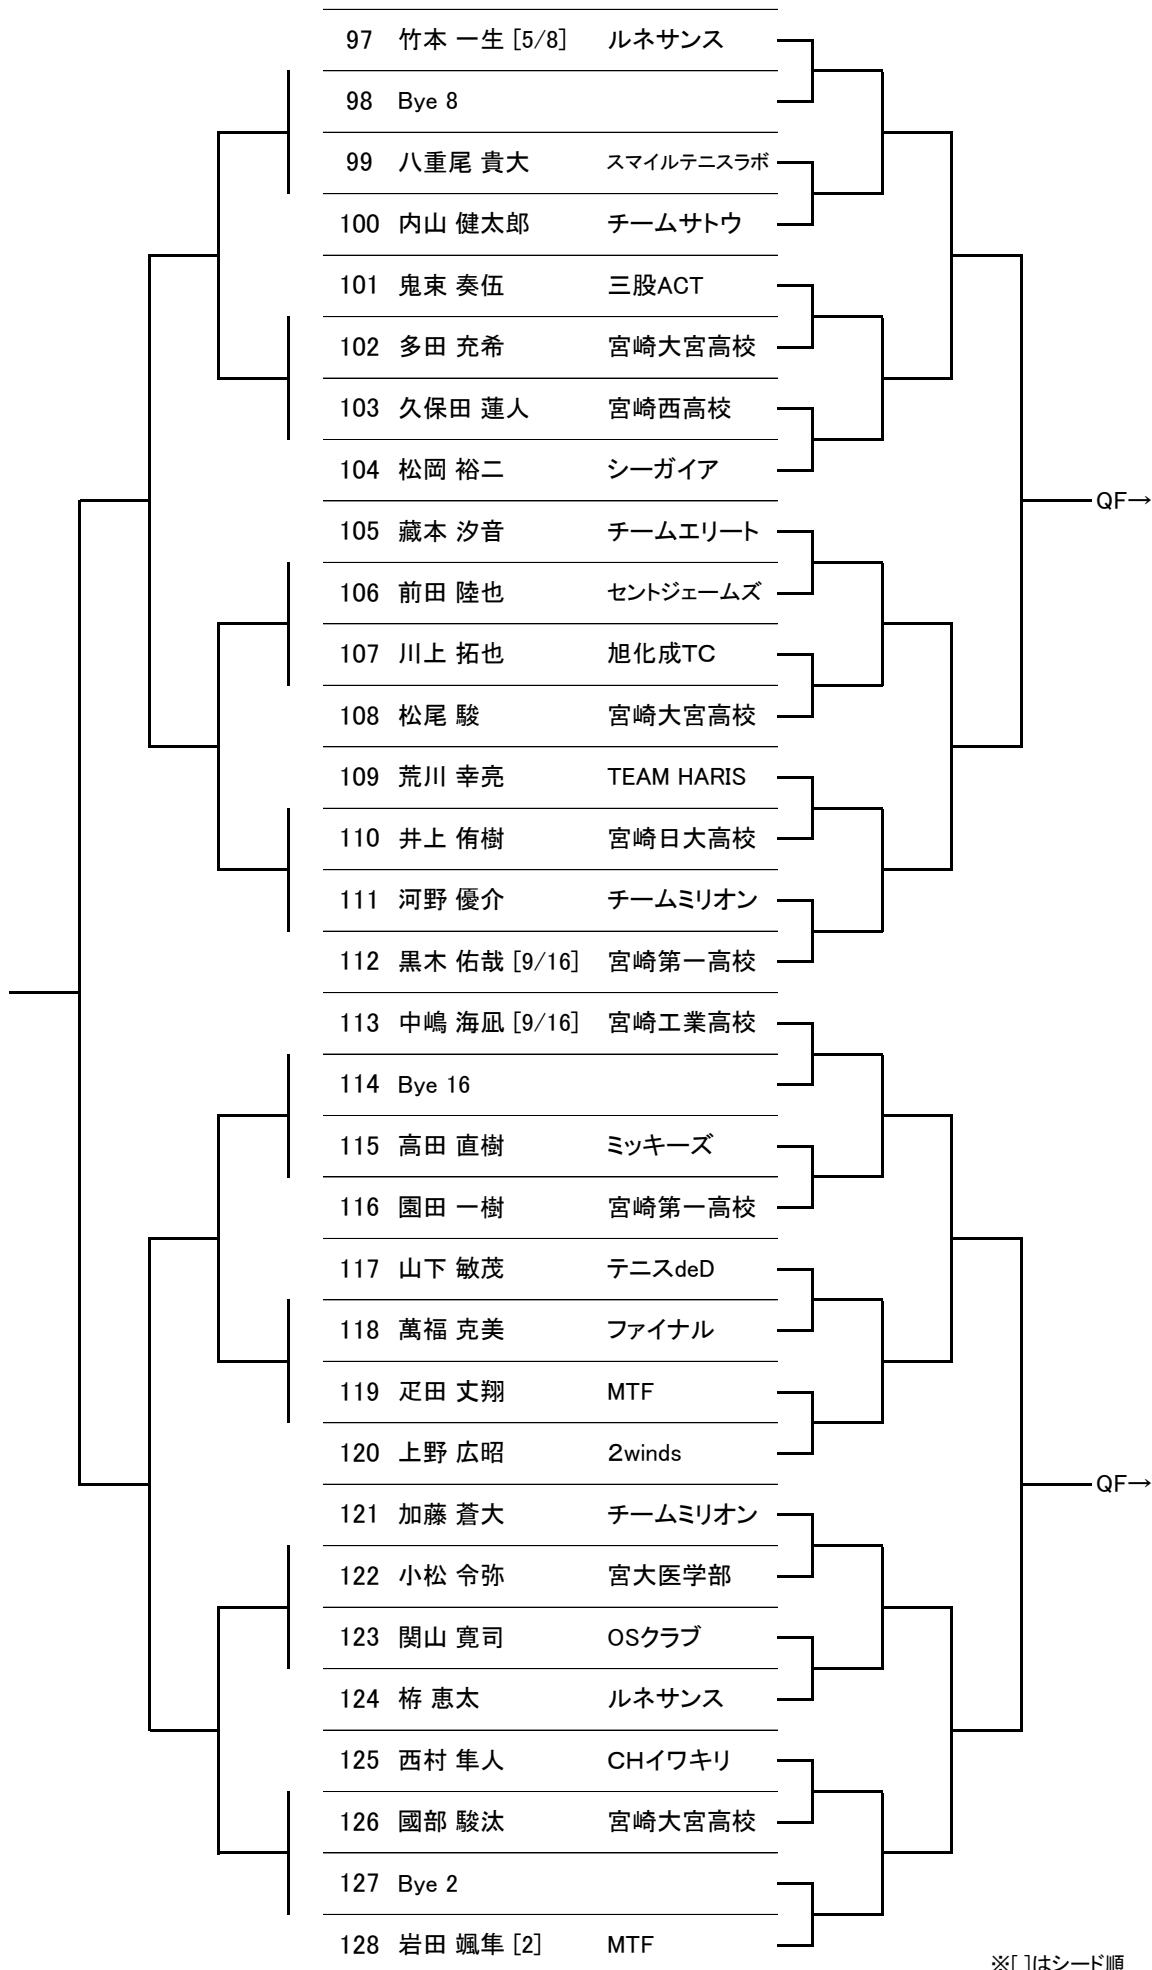 97 竹本 一生 [5/8] ルネサンス
98 Bye 8
99 八重尾 貴大 スマイルテニスラボ
100 内山 健太郎 チームサトウ
101 鬼束 奏伍 三股ACT
102 多田 充希 宮崎大宮高校
103 久保田 蓮人 宮崎西高校
104 松岡 裕二 シーガイア
QF→
105 藏本 汐音 チームエリート
106 前田 陸也 セントジェームズ
107 川上 拓也 旭化成TC
108 松尾 駿 宮崎大宮高校
109 荒川 幸亮 TEAM HARIS
110 井上 侑樹 宮崎日大高校
111 河野 優介 チームミリオン
112 黒木 佑哉 [9/16] 宮崎第一高校
113 中嶋 海凪 [9/16] 宮崎工業高校
114 Bye 16
115 高田 直樹 ミッキーズ
116 園田 一樹 宮崎第一高校
117 山下 敏茂 テニスdeD
118 萬福 克美 ファイナル
119 疋田 丈翔 MTF
120 上野 広昭 2winds
QF→
121 加藤 蒼大 チームミリオン
122 小松 令弥 宮大医学部
123 関山 寛司 OSクラブ
124 栫 恵太 ルネサンス
125 西村 隼人 CHイワキリ
126 國部 駿汰 宮崎大宮高校
127 Bye 2
128 岩田 颯隼 [2] MTF
※[ ]はシード順